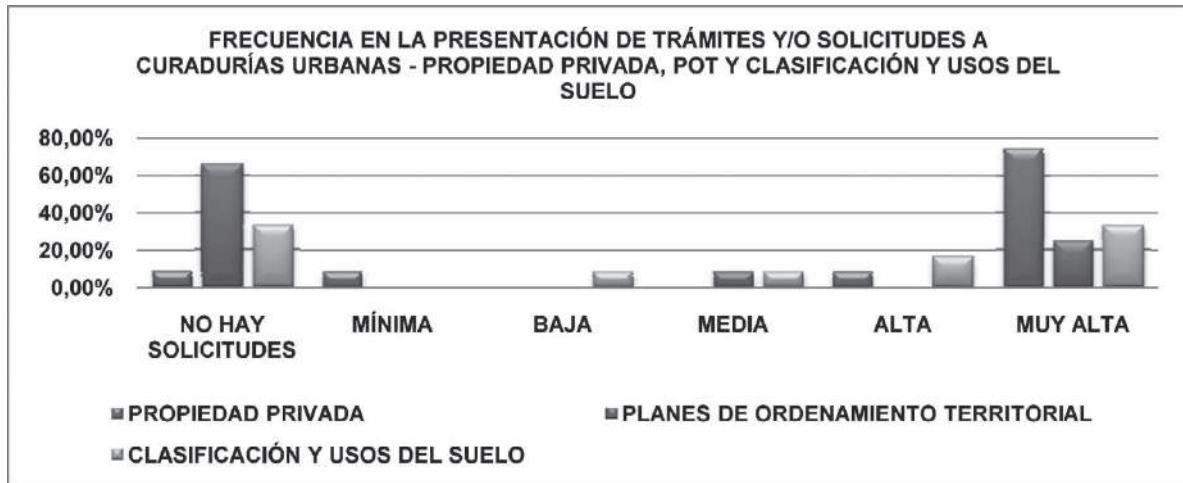 FRECUENCIA EN LA PRESENTACIÓN DE TRÁMITES Y/O SOLICITUDES A
CURADURÍAS URBANAS - PROPIEDAD PRIVADA, POT Y CLASIFICACIÓN Y USOS DEL
SUELO
80,00%
60,00%
40,00%
20,00%
0,00%
NO HAY
SOLICITUDES
MÍNIMA
BAJA
MEDIA
ALTA
MUY ALTA
PROPIEDAD PRIVADA
PLANES DE ORDENAMIENTO TERRITORIAL
CLASIFICACIÓN Y USOS DEL SUELO